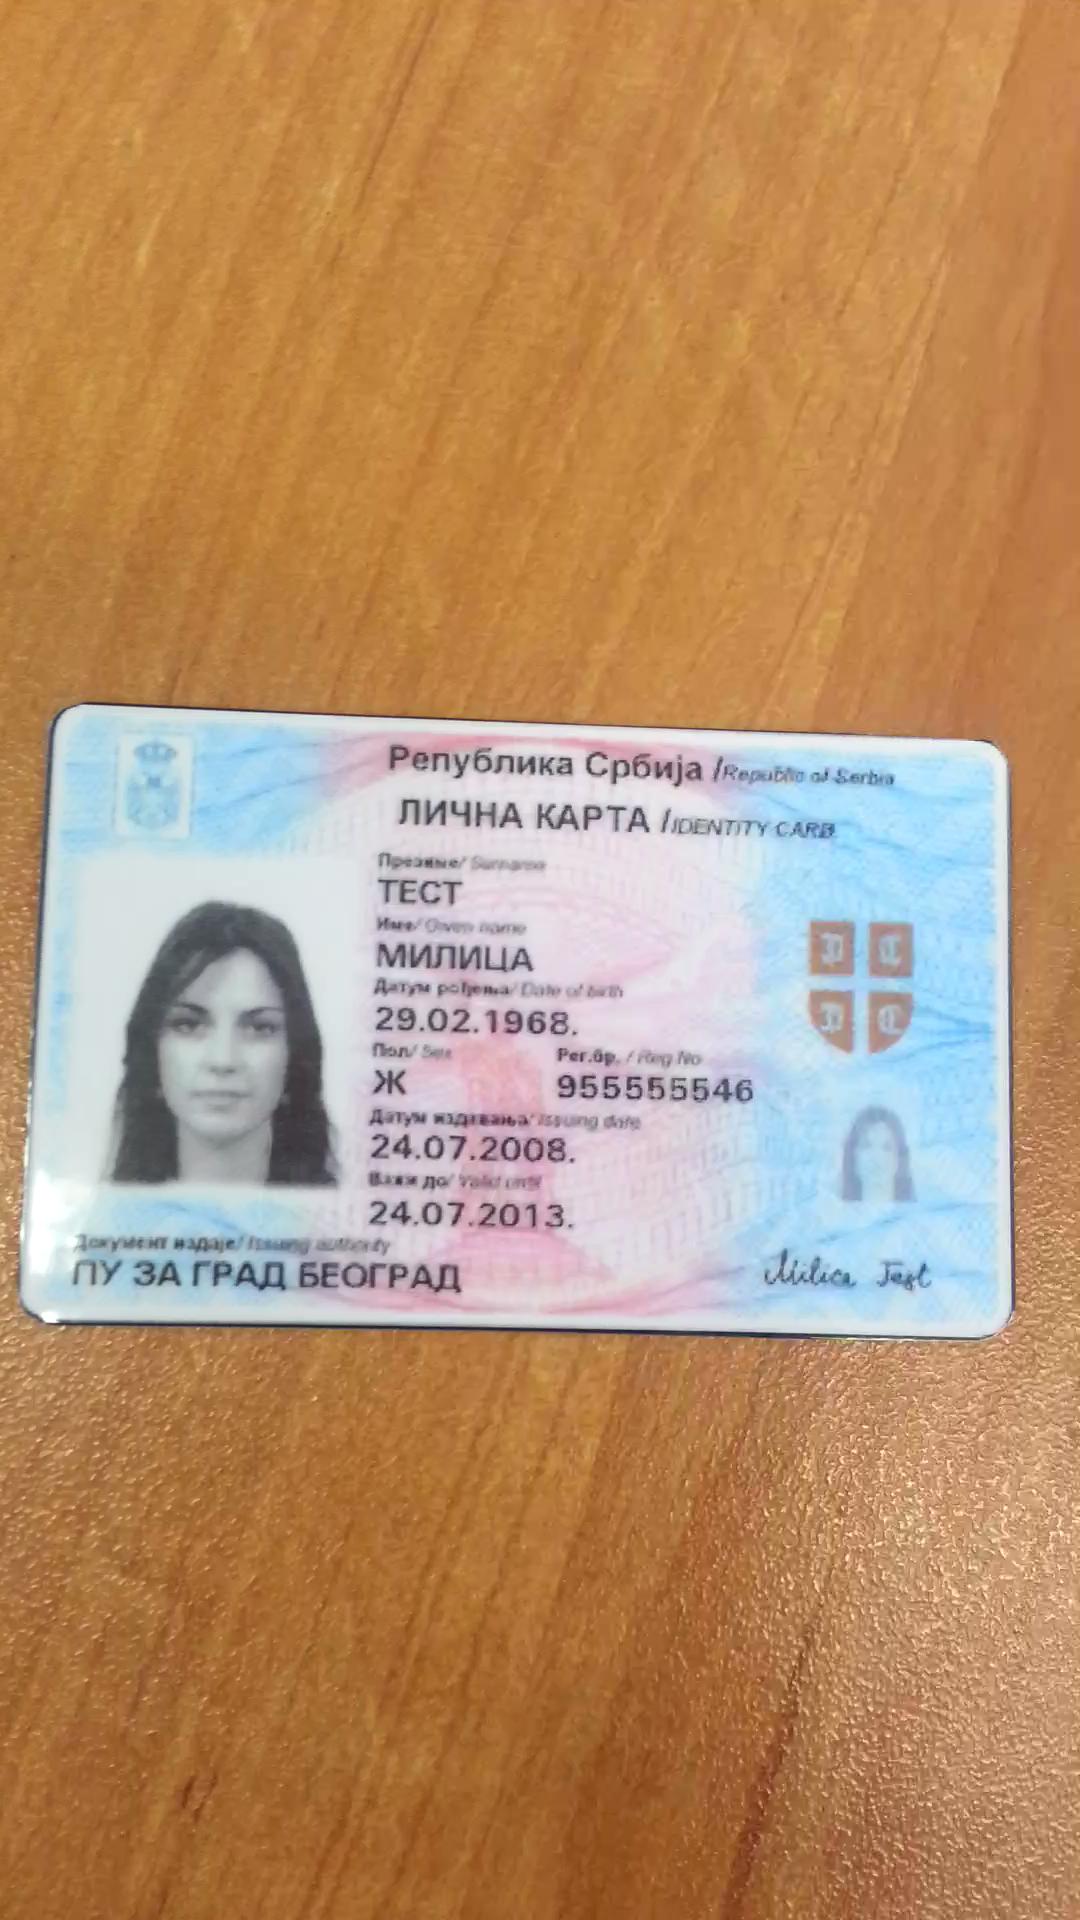 Република Србија /Republic of Serbia
ЛИЧНА КАРТА /IDENTITY CARD
Презиме/ Surname
ТЕСТ
Име/ Given name
МИЛИЦА
Датум рођења/ Date of birth
29.02.1968.
Пол/ Sex Рег.бр. / Reg No
Ж 955555546
Датум издавања/ Issuing date
24.07.2008.
Важи до/ Valid until
24.07.2013.
Документ издаје/ Issuing authority
ПУ ЗА ГРАД БЕОГРАД
Milica Test